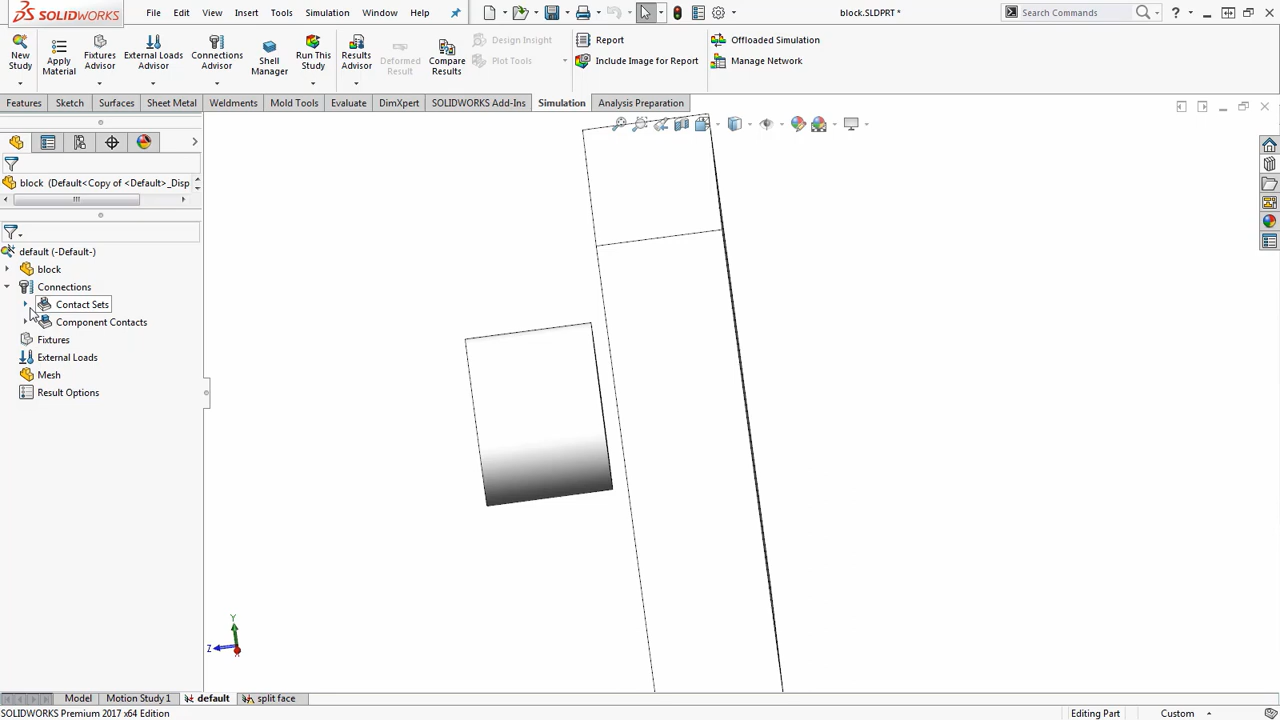 SOLIDWORKS File Edit View Insert Tools Simulation Window Help block.SLDPRT * Search Commands
New Study
Apply Material
Fixtures Advisor
External Loads Advisor
Connections Advisor
Shell Manager
Run This Study
Results Advisor
Deformed Result
Compare Results
Design Insight
Plot Tools
Report
Include Image for Report
Offloaded Simulation
Manage Network
Features Sketch Surfaces Sheet Metal Weldments Mold Tools Evaluate DimXpert SOLIDWORKS Add-Ins Simulation Analysis Preparation
block (Default<Copy of <Default>_Disp
default (-Default-)
block
Connections
Contact Sets
Component Contacts
Fixtures
External Loads
Mesh
Result Options
Y
Z
Model Motion Study 1 default split face
SOLIDWORKS Premium 2017 x64 Edition Editing Part Custom